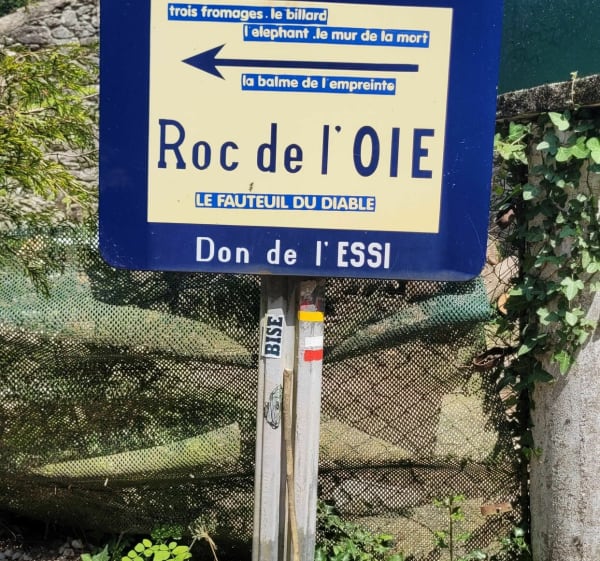 trois fromages . le billard
l'elephant . le mur de la mort
la balme de l'empreinte
Roc de l'OIE
LE FAUTEUIL DU DIABLE
Don de l'ESSI
BISE